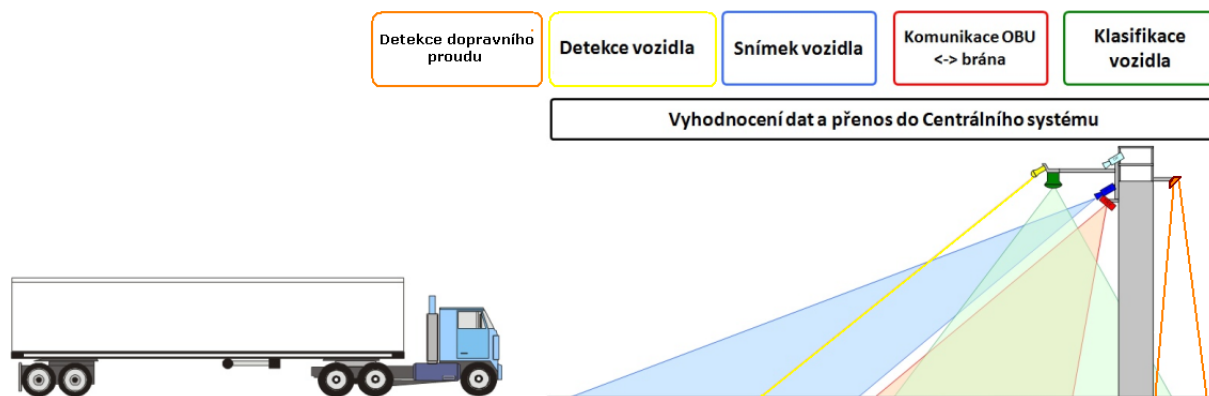 Detekce dopravního
proudu
Detekce vozidla
Snímek vozidla
Komunikace OBU
<-> brána
Klasifikace
vozidla
Vyhodnocení dat a přenos do Centrálního systému